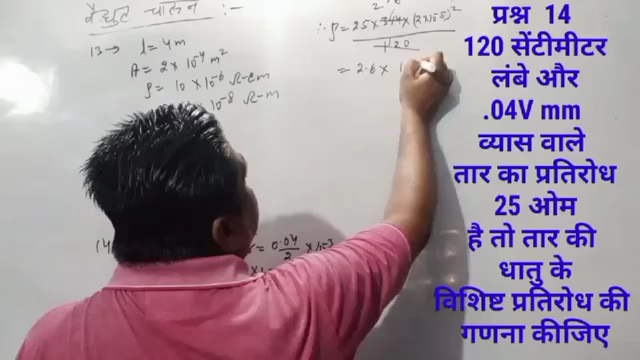 वैद्युत चालन :-
13→ l = 4m
A = 2 × 10⁻⁴ m²
ρ = 10 × 10⁻⁶ Ω-cm
10⁻⁸ Ω-m
∴ ρ = 25 × 3.14 × (2×10⁻⁵)²
120
= 2.6 ×
(14
= 0.04/2 × 10⁻³
प्रश्न 14
120 सेंटीमीटर
लंबे और
.04V mm
व्यास वाले
तार का प्रतिरोध
25 ओम
है तो तार की
धातु के
विशिष्ट प्रतिरोध की
गणना कीजिए